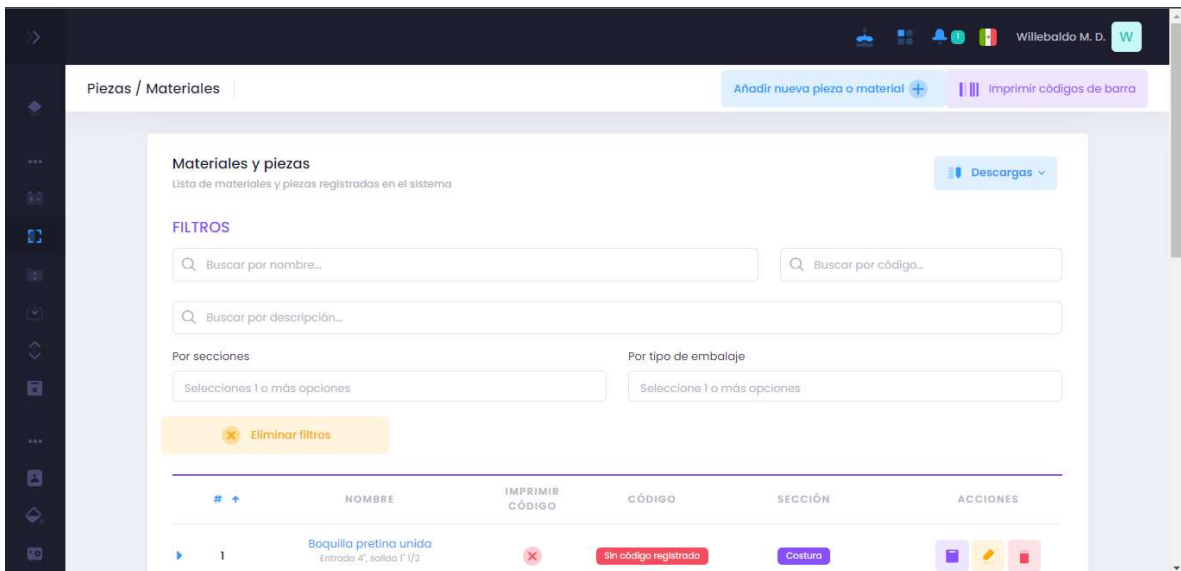 Willebaldo M. D. W
1
Piezas / Materiales
Añadir nueva pieza o material
Imprimir códigos de barra
Materiales y piezas
Lista de materiales y piezas registradas en el sistema
Descargas
FILTROS
Buscar por nombre...
Buscar por código...
Buscar por descripción...
Por secciones
Por tipo de embalaje
Selecciones 1 o más opciones
Seleccione 1 o más opciones
Eliminar filtros
# NOMBRE IMPRIMIR CÓDIGO CÓDIGO SECCIÓN ACCIONES
1 Boquilla pretina unida Sin código registrado Costura
Entrada 4", salida 1" 1/2